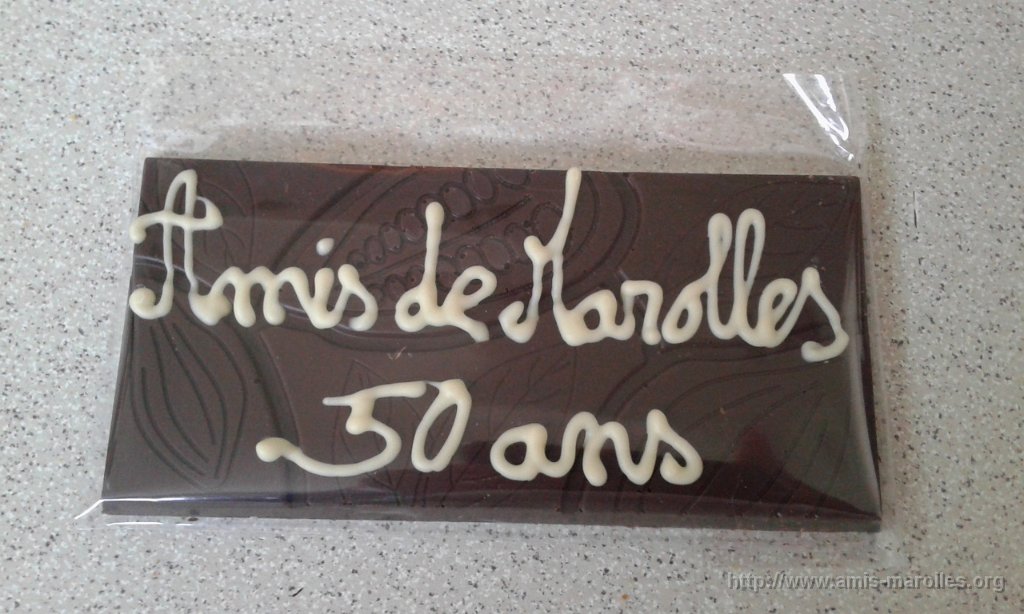 Amis de Marolles
50 ans
http://www.amis-marolles.org